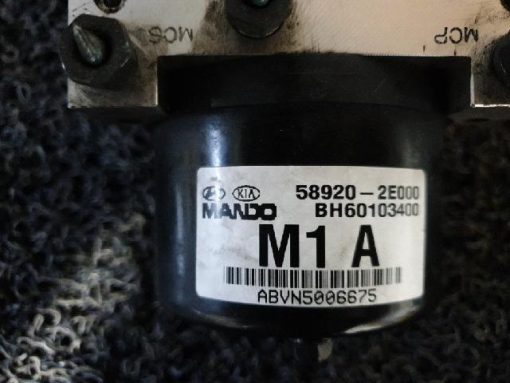 MCS
MCP
KIA 58920-2E000
MANDO BH60103400
M1 A
ABVN5006675